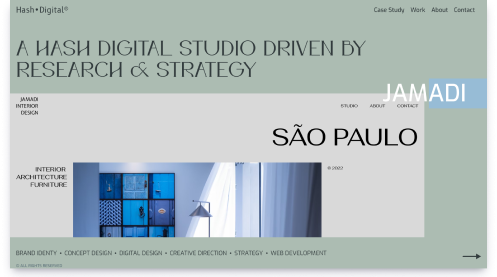 Hash•Digital®
Case Study Work About Contact
A HASH DIGITAL STUDIO DRIVEN BY
RESEARCH & STRATEGY
JAMADI
JAMADI
INTERIOR
DESIGN
STUDIO ABOUT CONTACT
SÃO PAULO
INTERIOR
ARCHITECTURE
FURNITURE
© 2022
BRAND IDENTY • CONCEPT DESIGN • DIGITAL DESIGN • CREATIVE DIRECTION • STRATEGY • WEB DEVELOPMENT
© ALL RIGHTS RESERVED